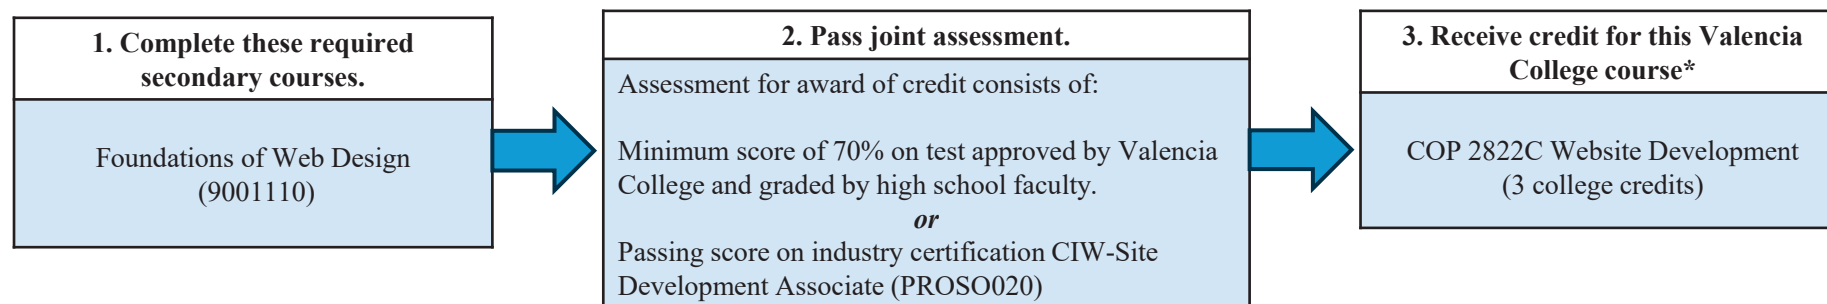 1. Complete these required
secondary courses.
Foundations of Web Design
(9001110)
2. Pass joint assessment.
Assessment for award of credit consists of:
Minimum score of 70% on test approved by Valencia
College and graded by high school faculty.
or
Passing score on industry certification CIW-Site
Development Associate (PROSO020)
3. Receive credit for this Valencia
College course*
COP 2822C Website Development
(3 college credits)